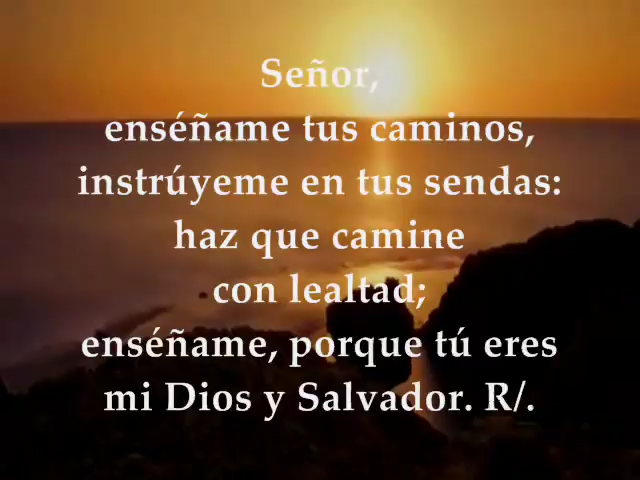 Señor,
enséñame tus caminos,
instrúyeme en tus sendas:
haz que camine
con lealtad;
enséñame, porque tú eres
mi Dios y Salvador. R/.